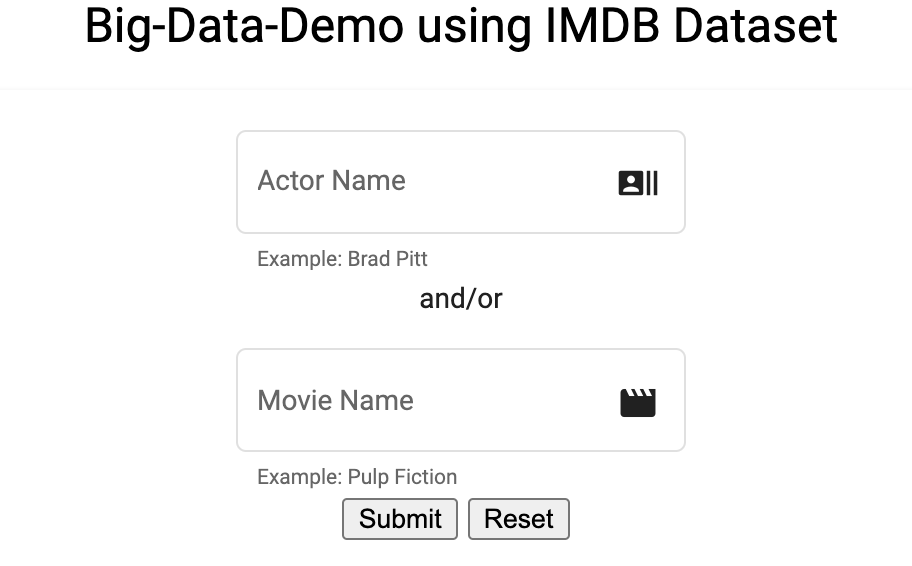 Big-Data-Demo using IMDB Dataset
Actor Name
Example: Brad Pitt
and/or
Movie Name
Example: Pulp Fiction
Submit Reset